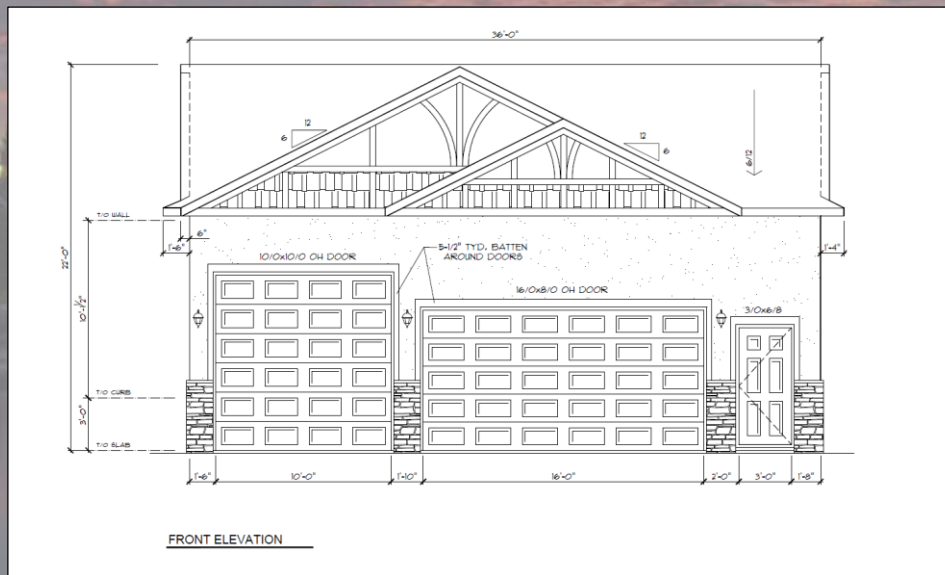 36'-0"
12
6
12
6
6/12
T/O WALL
6"
1'-6"
1'-4"
22'-0"
10'-1 1/2"
5-1/2" TYD. BATTEN
AROUND DOORS
10/0x10/0 OH DOOR
16/0x8/0 OH DOOR
3/0x6/8
T/O CURB
3'-0"
T/O SLAB
1'-6"
10'-0"
1'-10"
16'-0"
2'-0"
3'-0"
1'-8"
FRONT ELEVATION